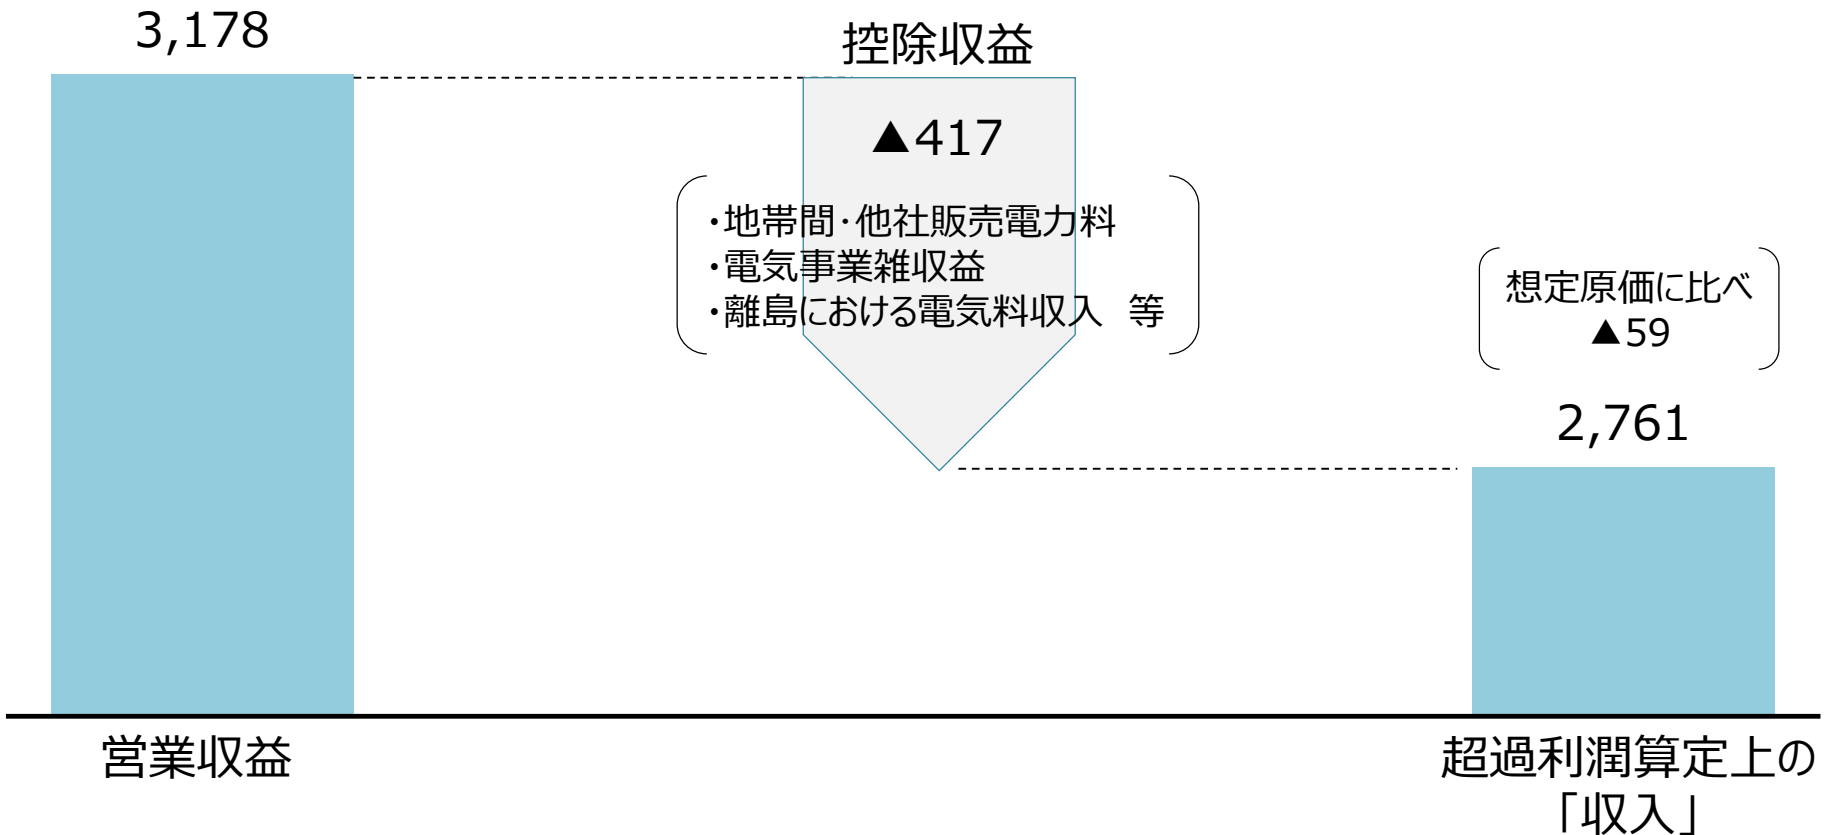 3,178
控除収益
▲417
・地帯間・他社販売電力料
・電気事業雑収益
・離島における電気料収入　等
想定原価に比べ
▲59
2,761
営業収益
超過利潤算定上の
「収入」